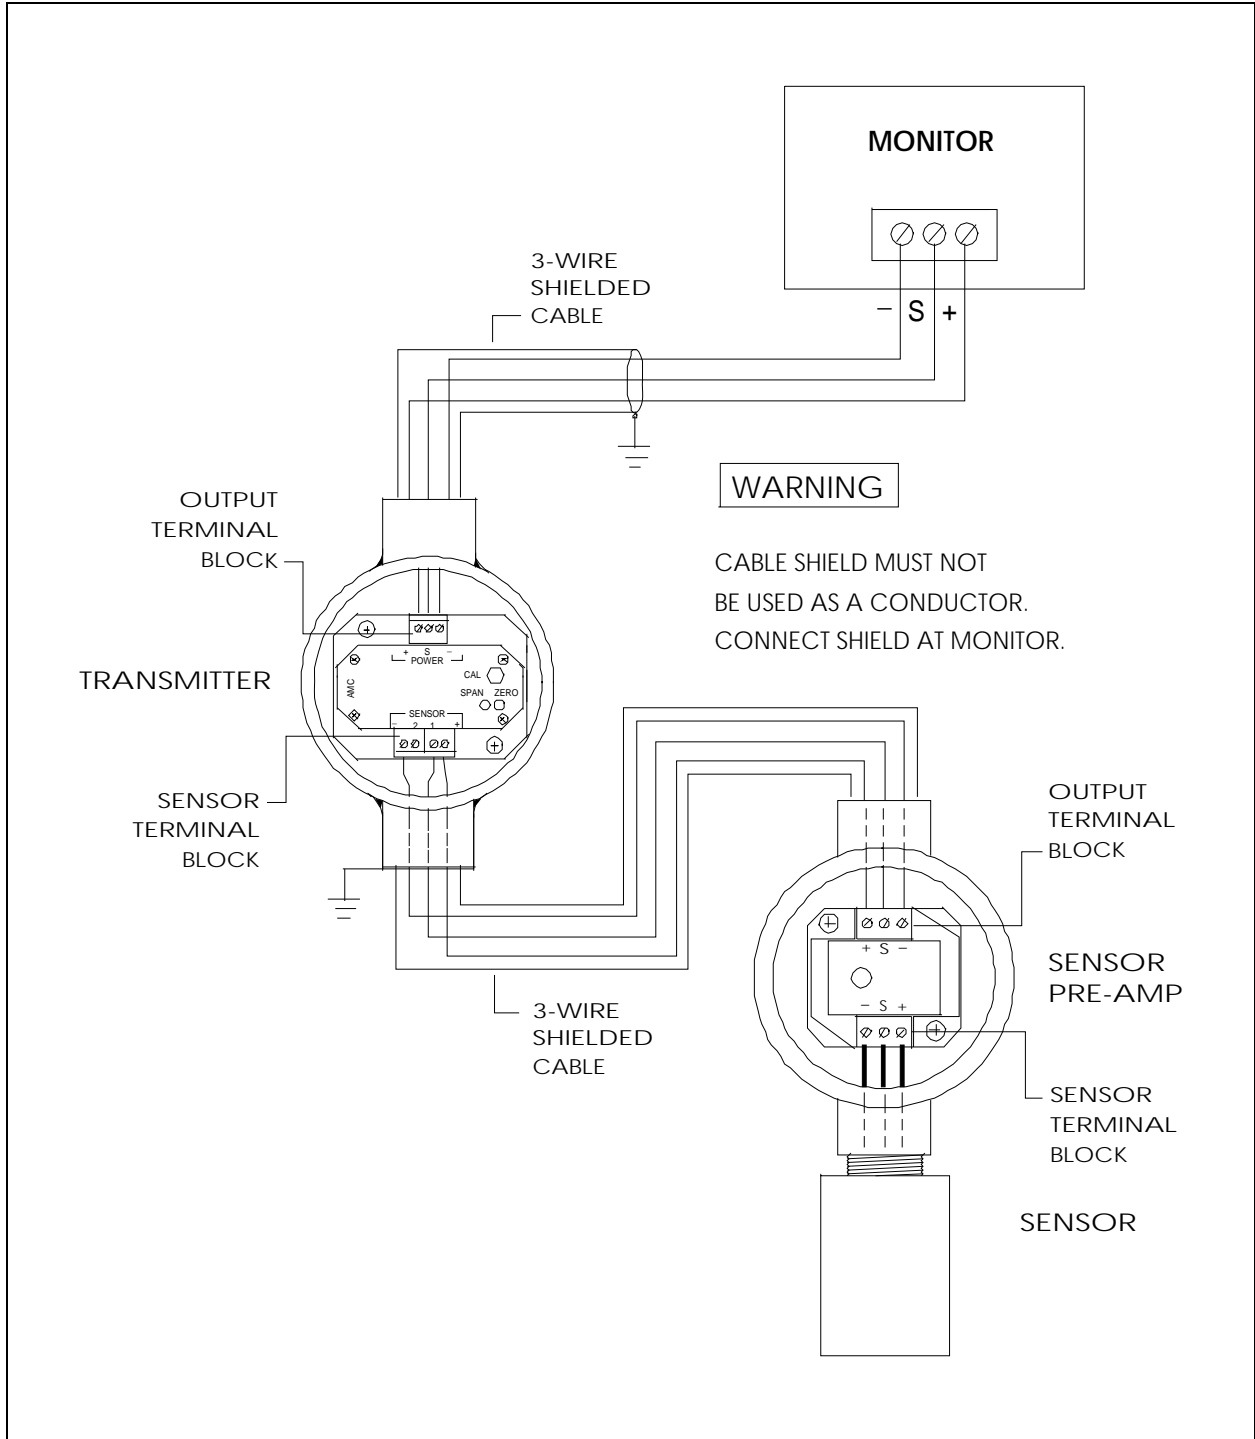 MONITOR
− S +
3-WIRE
SHIELDED
CABLE
WARNING
CABLE SHIELD MUST NOT
BE USED AS A CONDUCTOR.
CONNECT SHIELD AT MONITOR.
OUTPUT
TERMINAL
BLOCK
TRANSMITTER
+ S −
POWER
CAL
SPAN ZERO
AMC
SENSOR
− 2 1 +
SENSOR
TERMINAL
BLOCK
3-WIRE
SHIELDED
CABLE
OUTPUT
TERMINAL
BLOCK
+ S −
SENSOR
PRE-AMP
− S +
SENSOR
TERMINAL
BLOCK
SENSOR